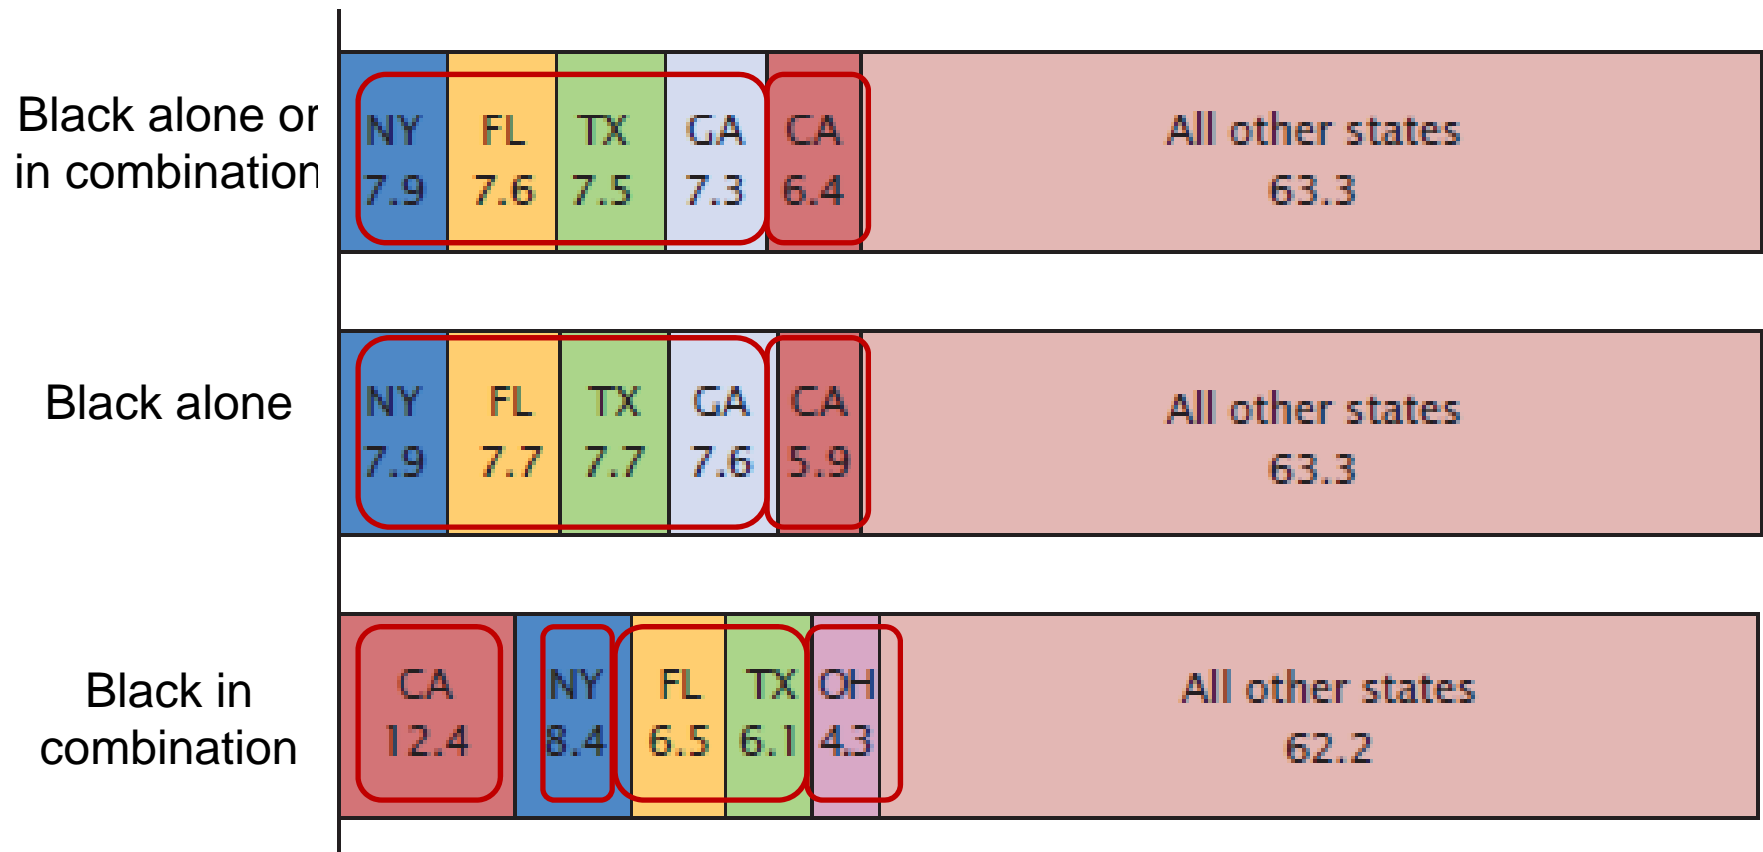 Black alone or
in combination
NY FL TX GA CA All other states
7.9 7.6 7.5 7.3 6.4 63.3
Black alone
NY FL TX GA CA All other states
7.9 7.7 7.7 7.6 5.9 63.3
Black in
combination
CA NY FL TX OH All other states
12.4 8.4 6.5 6.1 4.3 62.2